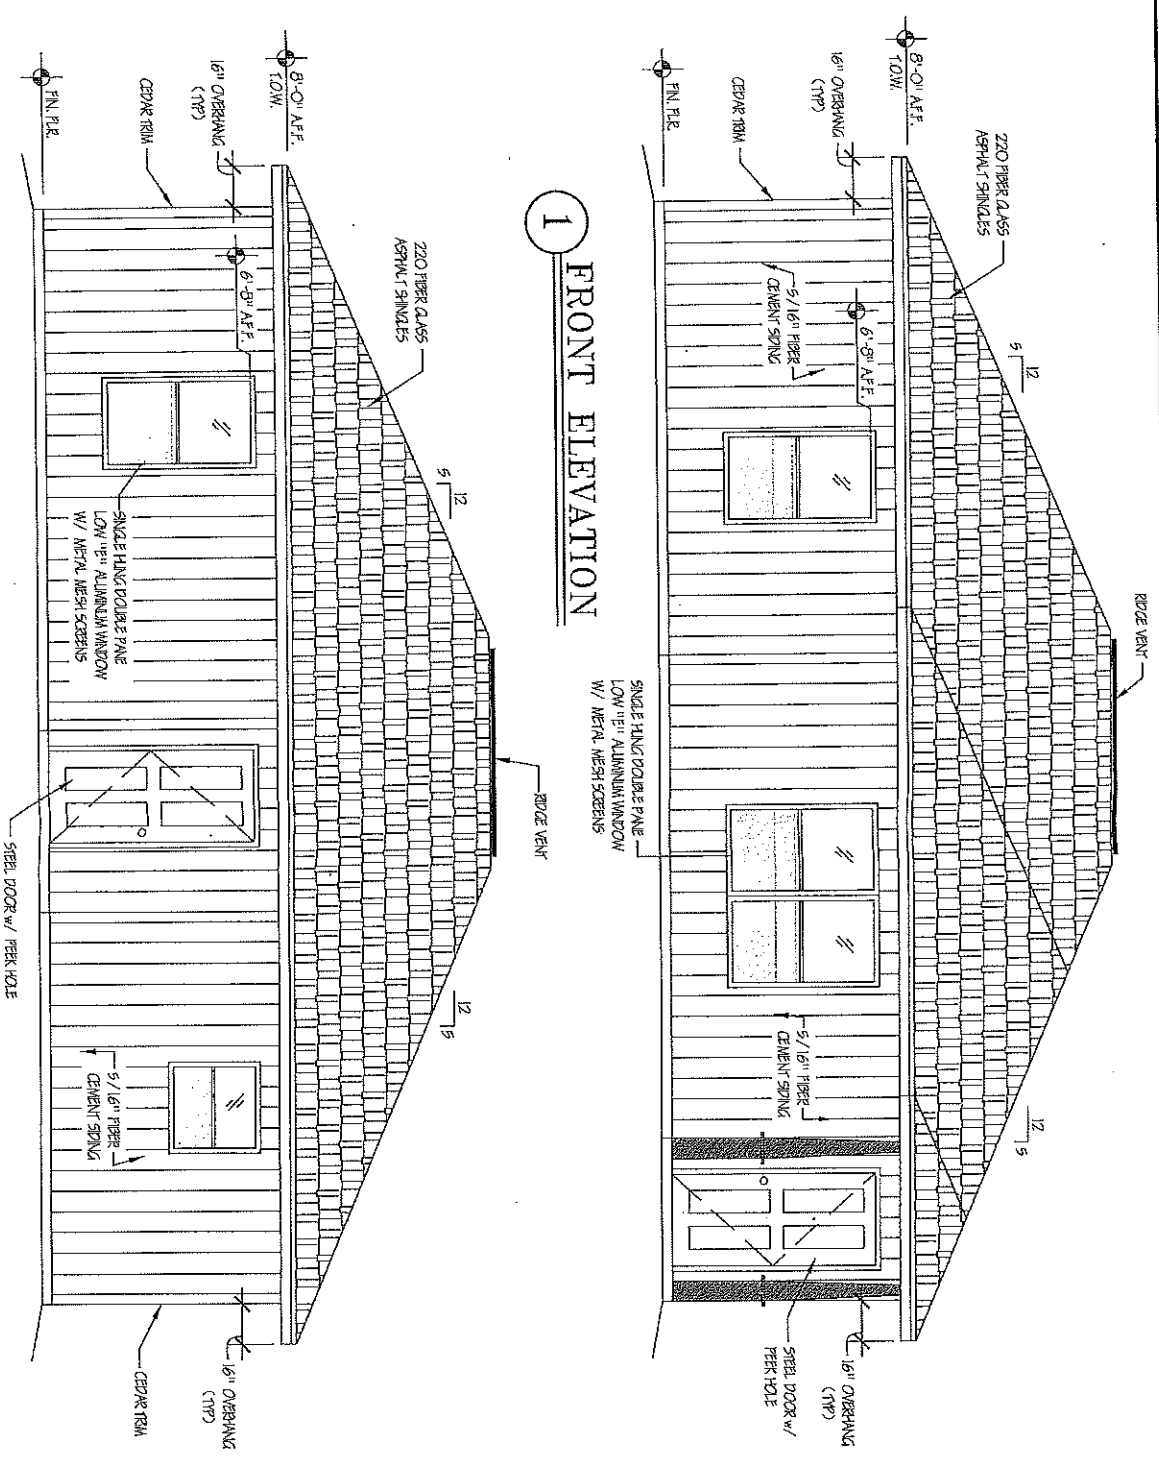 RIDGE VENT
220 FIBER GLASS
ASPHALT SHINGLES
12
5
12
5
8'-0" A.F.F.
T.O.W.
16" OVERHANG
(TYP)
6'-8" A.F.F.
5/16" FIBER
CEMENT SIDING
CEDAR TRIM
FIN. FLR.
5/16" FIBER
CEMENT SIDING
16" OVERHANG
(TYP)
STEEL DOOR w/
PEEK HOLE
SINGLE HUNG DOUBLE PANE
LOW "E" ALUMINUM WINDOW
W/ METAL MESH SCREENS
1 FRONT ELEVATION
RIDGE VENT
220 FIBER GLASS
ASPHALT SHINGLES
12
5
12
5
8'-0" A.F.F.
T.O.W.
16" OVERHANG
(TYP)
6'-8" A.F.F.
CEDAR TRIM
FIN. FLR.
SINGLE HUNG DOUBLE PANE
LOW "E" ALUMINUM WINDOW
W/ METAL MESH SCREENS
5/16" FIBER
CEMENT SIDING
16" OVERHANG
(TYP)
CEDAR TRIM
STEEL DOOR w/ PEEK HOLE